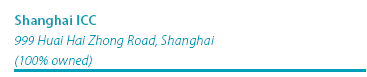 Shanghai ICC
999 Huai Hai Zhong Road, Shanghai
(100% owned)